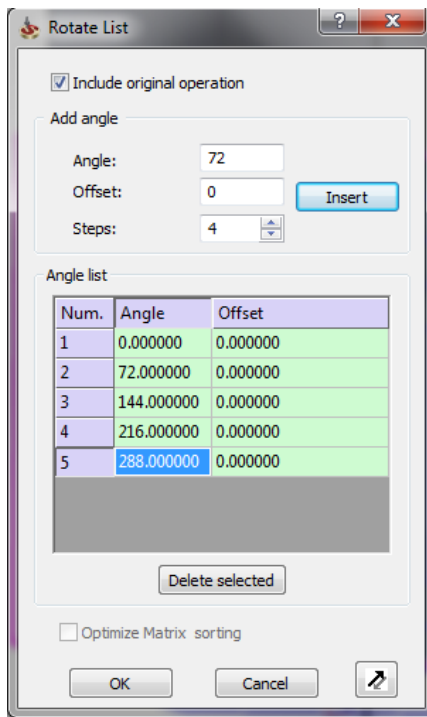 Rotate List
?
X
Include original operation
Add angle
Angle: 72
Offset: 0
Insert
Steps: 4
Angle list
Num. Angle Offset
1 0.000000 0.000000
2 72.000000 0.000000
3 144.000000 0.000000
4 216.000000 0.000000
5 288.000000 0.000000
Delete selected
Optimize Matrix sorting
OK Cancel